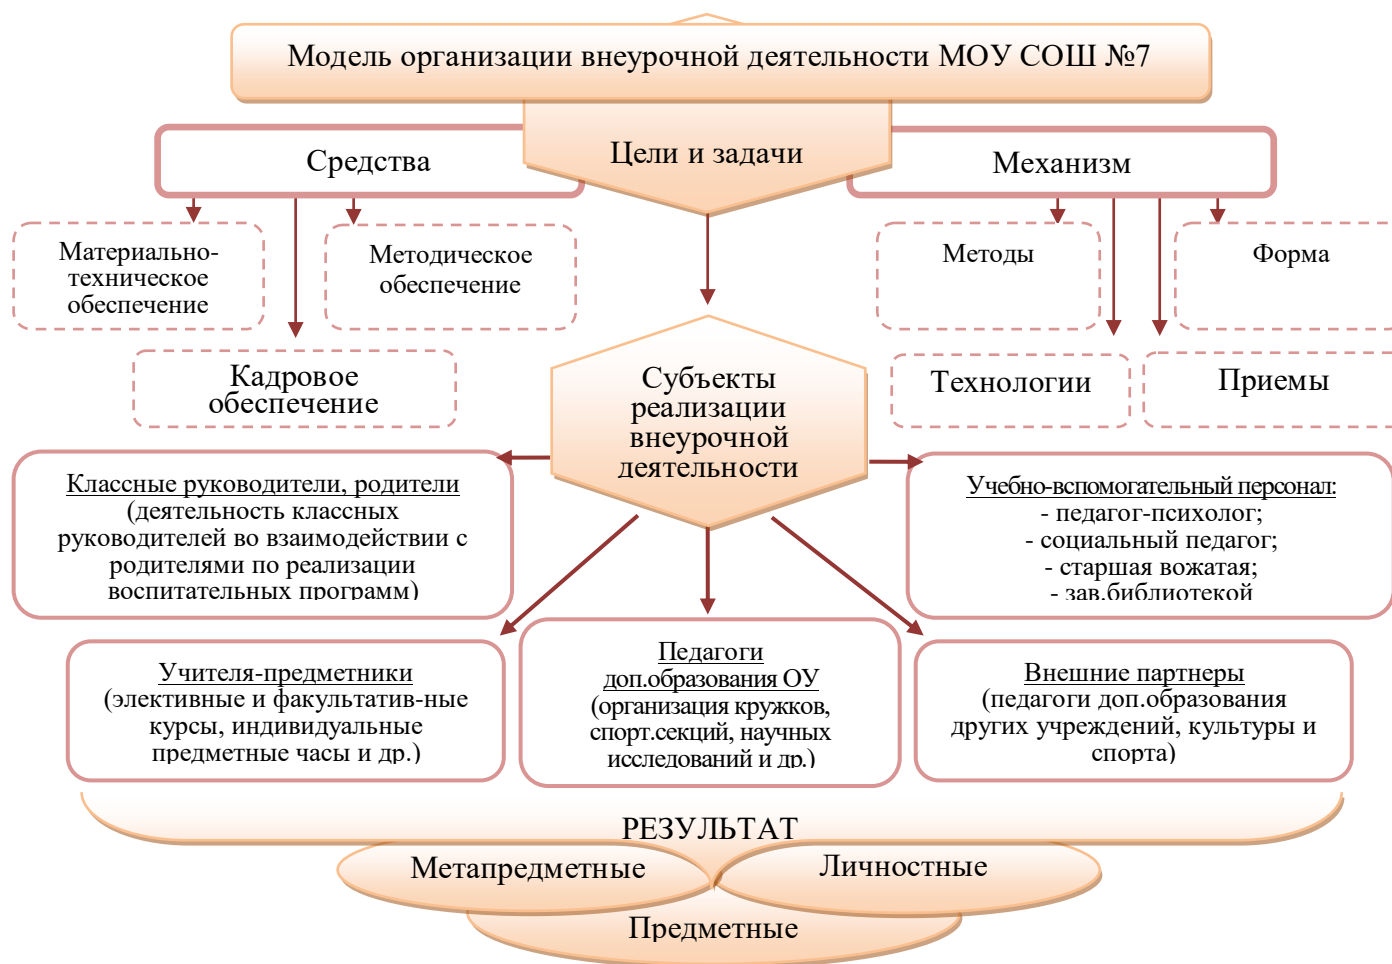 Модель организации внеурочной деятельности МОУ СОШ №7
Цели и задачи
Средства
Механизм
Материально-
техническое
обеспечение
Методическое
обеспечение
Методы
Форма
Кадровое
обеспечение
Технологии
Приемы
Субъекты
реализации
внеурочной
деятельности
Классные руководители, родители
(деятельность классных
руководителей во взаимодействии с
родителями по реализации
воспитательных программ)
Учебно-вспомогательный персонал:
- педагог-психолог;
- социальный педагог;
- старшая вожатая;
- зав.библиотекой
Учителя-предметники
(элективные и факультатив-ные
курсы, индивидуальные
предметные часы и др.)
Педагоги
доп.образования ОУ
(организация кружков,
спорт.секций, научных
исследований и др.)
Внешние партнеры
(педагоги доп.образования
других учреждений, культуры и
спорта)
РЕЗУЛЬТАТ
Метапредметные
Личностные
Предметные